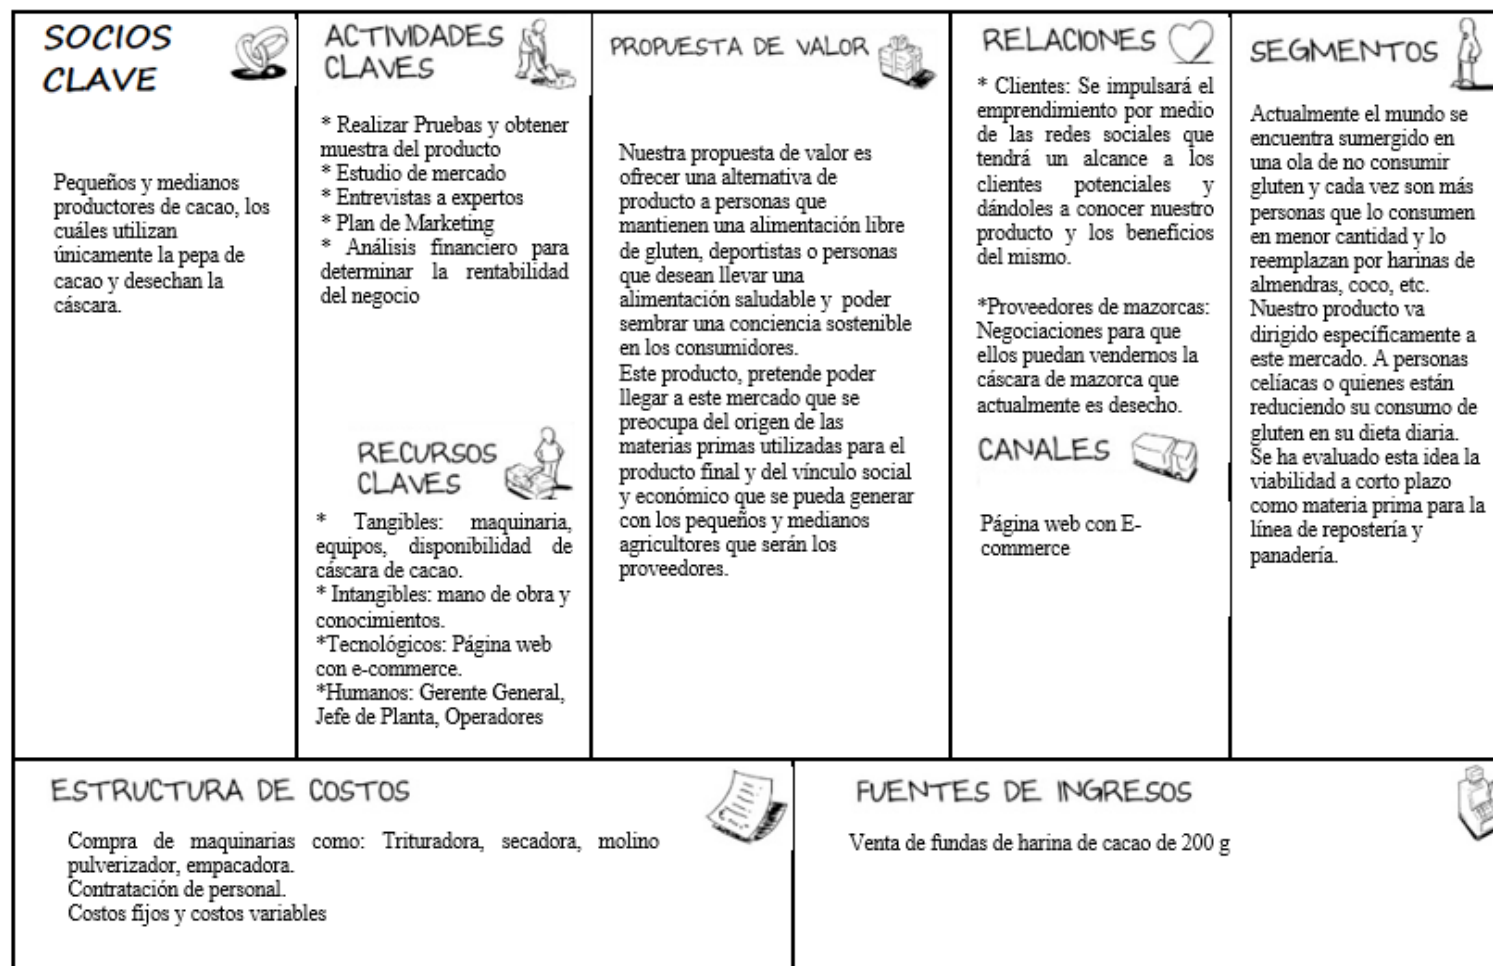 SOCIOS
CLAVE
Pequeños y medianos
productores de cacao, los
cuáles utilizan
únicamente la pepa de
cacao y desechan la
cáscara.
ACTIVIDADES
CLAVES
* Realizar Pruebas y obtener
muestra del producto
* Estudio de mercado
* Entrevistas a expertos
* Plan de Marketing
* Análisis financiero para
determinar la rentabilidad
del negocio
RECURSOS
CLAVES
* Tangibles: maquinaria,
equipos, disponibilidad de
cáscara de cacao.
* Intangibles: mano de obra y
conocimientos.
*Tecnológicos: Página web
con e-commerce.
*Humanos: Gerente General,
Jefe de Planta, Operadores
PROPUESTA DE VALOR
Nuestra propuesta de valor es
ofrecer una alternativa de
producto a personas que
mantienen una alimentación libre
de gluten, deportistas o personas
que desean llevar una
alimentación saludable y poder
sembrar una conciencia sostenible
en los consumidores.
Este producto, pretende poder
llegar a este mercado que se
preocupa del origen de las
materias primas utilizadas para el
producto final y del vínculo social
y económico que se pueda generar
con los pequeños y medianos
agricultores que serán los
proveedores.
RELACIONES
* Clientes: Se impulsará el
emprendimiento por medio
de las redes sociales que
tendrá un alcance a los
clientes potenciales y
dándoles a conocer nuestro
producto y los beneficios
del mismo.
*Proveedores de mazorcas:
Negociaciones para que
ellos puedan vendernos la
cáscara de mazorca que
actualmente es desecho.
CANALES
Página web con E-
commerce
SEGMENTOS
Actualmente el mundo se
encuentra sumergido en
una ola de no consumir
gluten y cada vez son más
personas que lo consumen
en menor cantidad y lo
reemplazan por harinas de
almendras, coco, etc.
Nuestro producto va
dirigido específicamente a
este mercado. A personas
celíacas o quienes están
reduciendo su consumo de
gluten en su dieta diaria.
Se ha evaluado esta idea la
viabilidad a corto plazo
como materia prima para la
línea de repostería y
panadería.
ESTRUCTURA DE COSTOS
Compra de maquinarias como: Trituradora, secadora, molino
pulverizador, empacadora.
Contratación de personal.
Costos fijos y costos variables
FUENTES DE INGRESOS
Venta de fundas de harina de cacao de 200 g